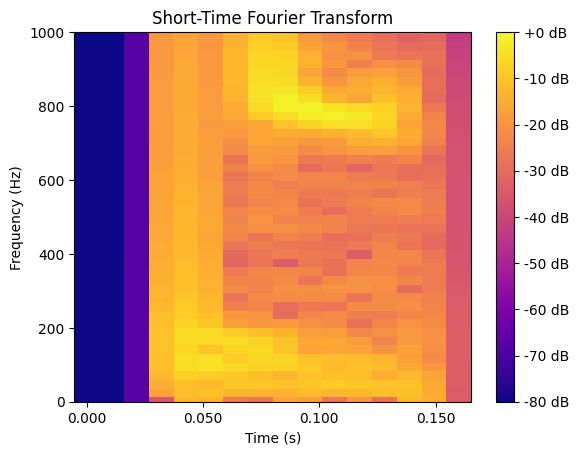 Short-Time Fourier Transform
1000
800
600
400
200
0
Frequency (Hz)
0.000
0.050
0.100
0.150
Time (s)
+0 dB
-10 dB
-20 dB
-30 dB
-40 dB
-50 dB
-60 dB
-70 dB
-80 dB